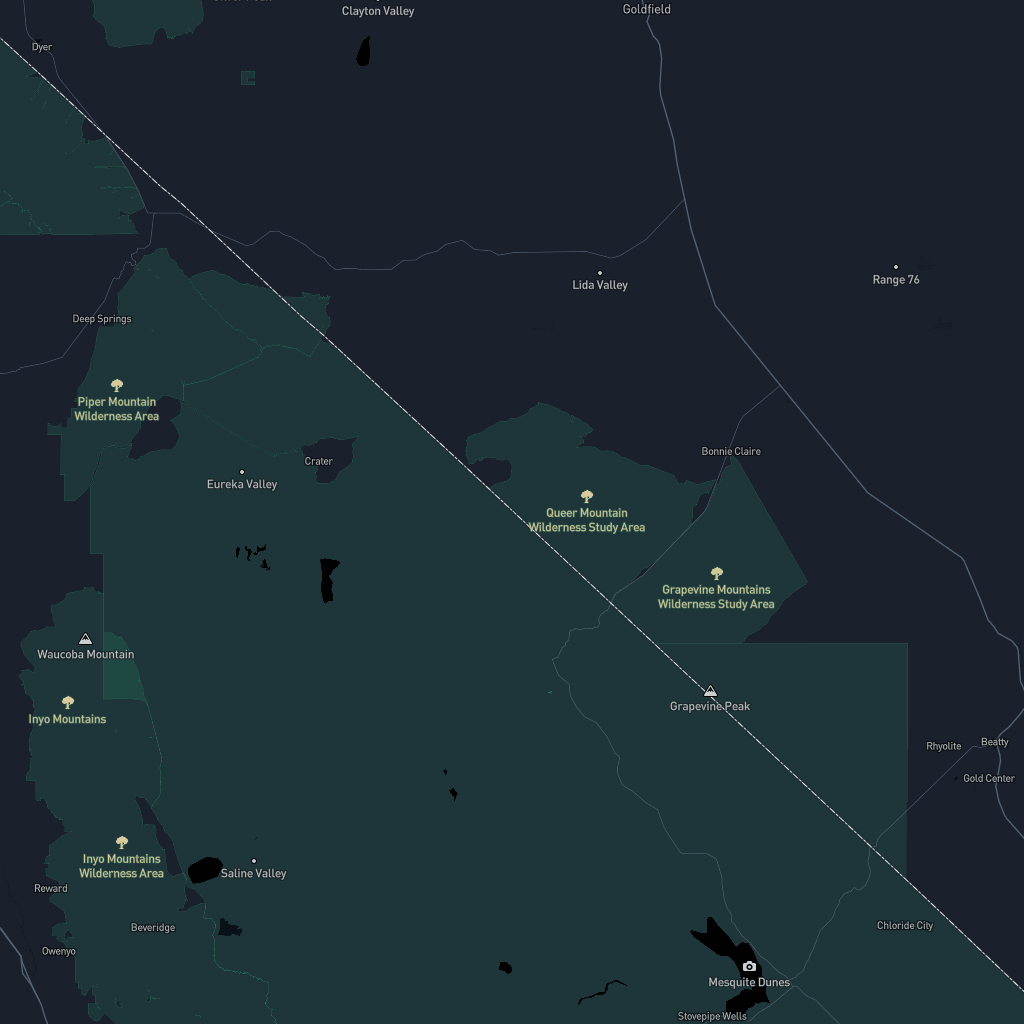 Clayton Valley
Goldfield
Dyer
Range 76
Lida Valley
Deep Springs
Piper Mountain
Wilderness Area
Bonnie Claire
Crater
Eureka Valley
Queer Mountain
Wilderness Study Area
Grapevine Mountains
Wilderness Study Area
Waucoba Mountain
Grapevine Peak
Inyo Mountains
Rhyolite
Beatty
Gold Center
Inyo Mountains
Wilderness Area
Saline Valley
Reward
Beveridge
Chloride City
Owenyo
Mesquite Dunes
Stovepipe Wells